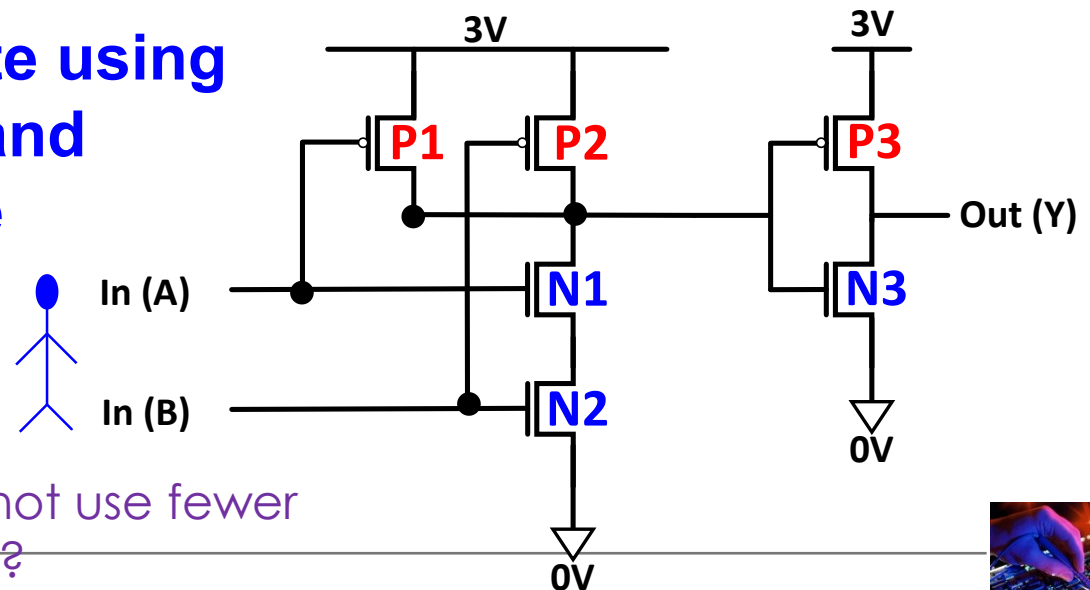 te using
and
e
3V
3V
P1
P2
P3
Out (Y)
In (A)
N1
N3
In (B)
N2
0V
not use fewer
?
0V